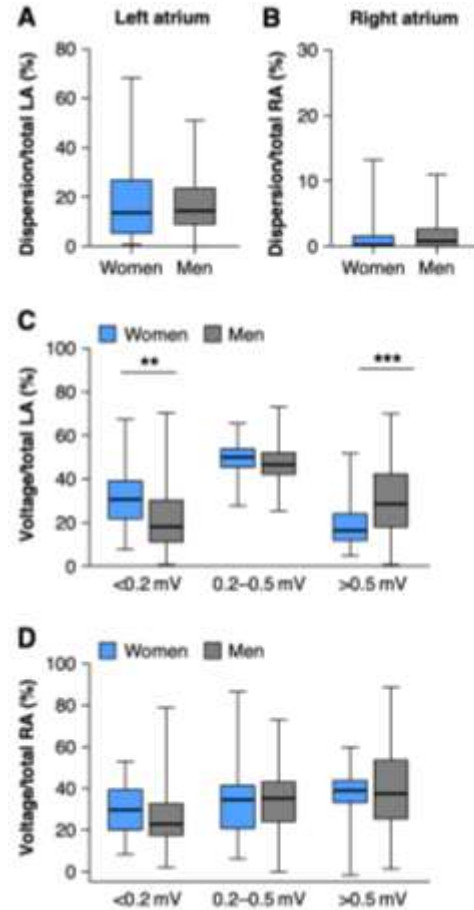 A Left atrium
Dispersion/total LA (%)
80
60
40
20
0
Women Men
B Right atrium
Dispersion/total RA (%)
30
20
10
0
Women Men
C Women Men
Voltage/total LA (%)
100
80
60
40
20
0
**
***
<0.2 mV 0.2–0.5 mV >0.5 mV
D Women Men
Voltage/total RA (%)
100
80
60
40
20
0
<0.2 mV 0.2–0.5 mV >0.5 mV